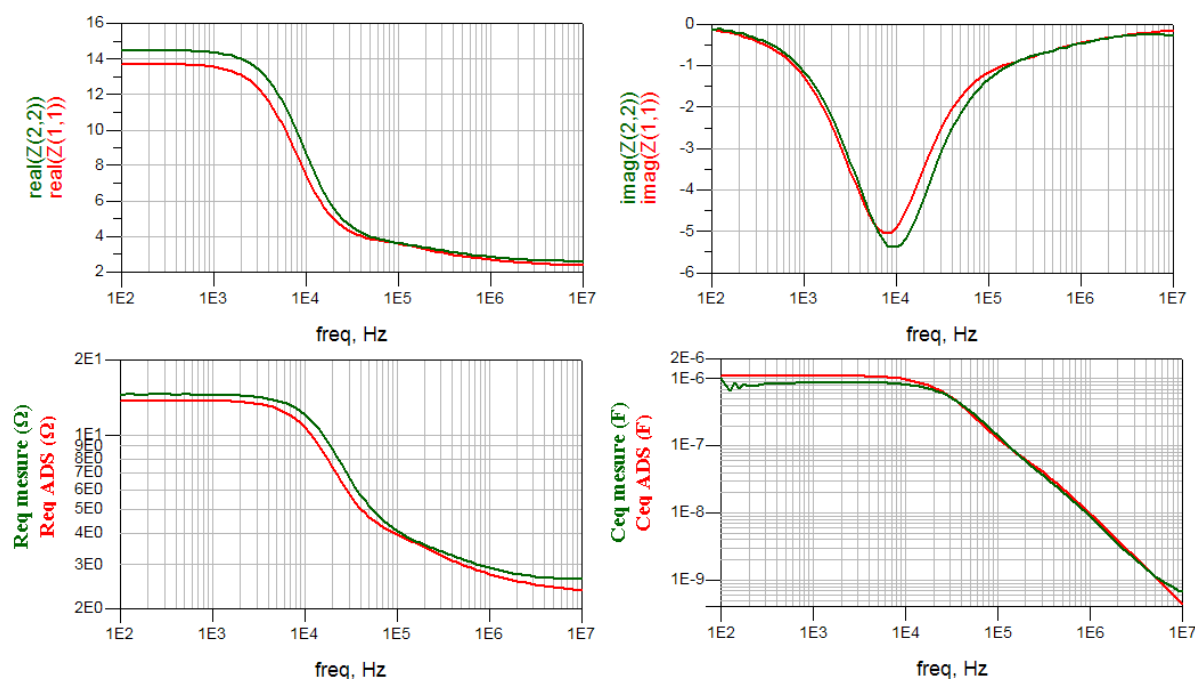 real(Z(2,2))
real(Z(1,1))
16
14
12
10
8
6
4
2
1E2 1E3 1E4 1E5 1E6 1E7
freq, Hz
imag(Z(2,2))
imag(Z(1,1))
0
-1
-2
-3
-4
-5
-6
1E2 1E3 1E4 1E5 1E6 1E7
freq, Hz
Req mesure (Ω)
Req ADS (Ω)
2E1
1E1
9E0
8E0
7E0
6E0
5E0
4E0
3E0
2E0
1E2 1E3 1E4 1E5 1E6 1E7
freq, Hz
Ceq mesure (F)
Ceq ADS (F)
2E-6
1E-6
1E-7
1E-8
1E-9
1E2 1E3 1E4 1E5 1E6 1E7
freq, Hz